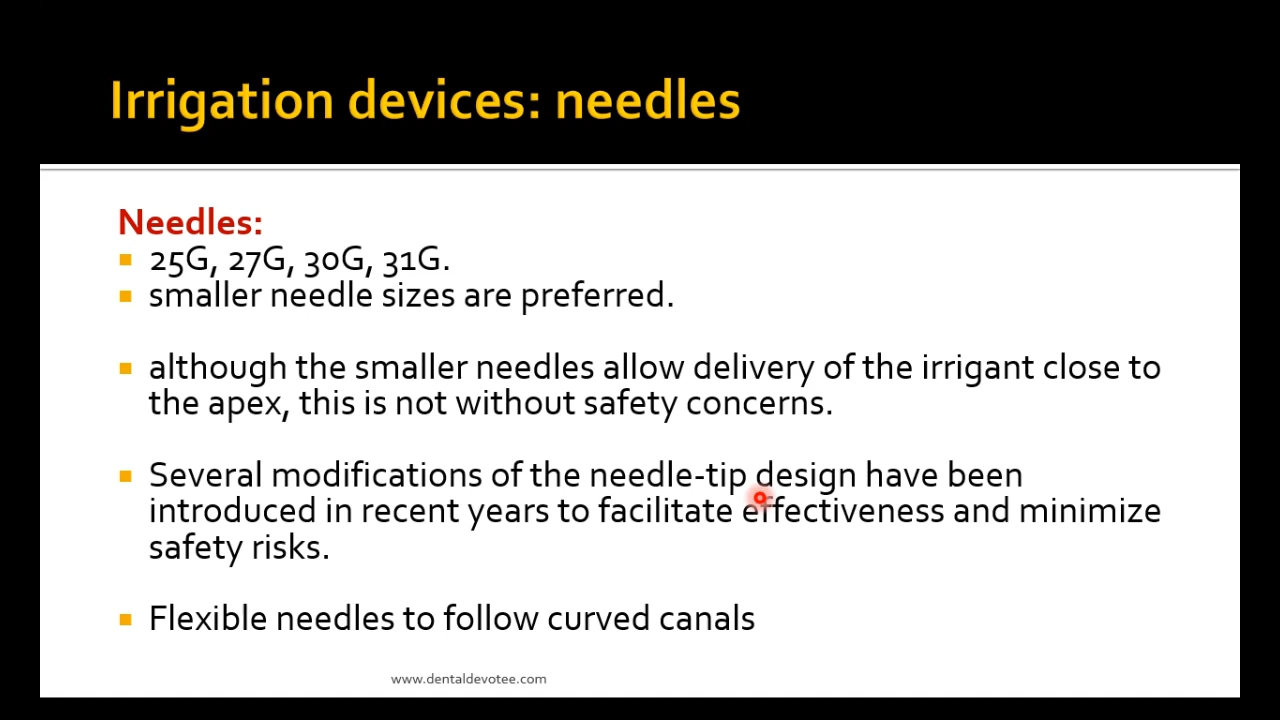 Irrigation devices: needles
Needles:
25G, 27G, 30G, 31G.
smaller needle sizes are preferred.
although the smaller needles allow delivery of the irrigant close to
the apex, this is not without safety concerns.
Several modifications of the needle-tip design have been
introduced in recent years to facilitate effectiveness and minimize
safety risks.
Flexible needles to follow curved canals
www.dentaldevotee.com